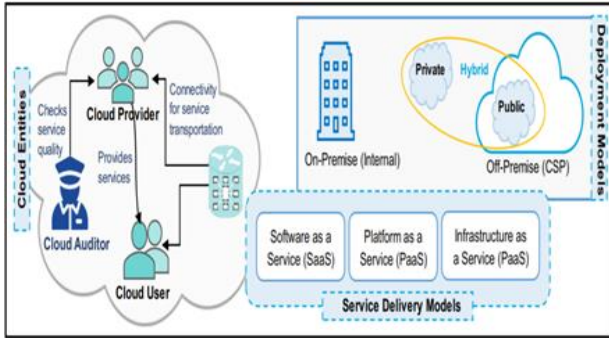 Cloud Entities
Checks
service
quality
Cloud Provider
Connectivity
for service
transportation
Provides
services
Cloud Auditor
Cloud User
Deployment Models
Private
Hybrid
Public
On-Premise (Internal)
Off-Premise (CSP)
Software as a
Service (SaaS)
Platform as a
Service (PaaS)
Infrastructure as
a Service (PaaS)
Service Delivery Models